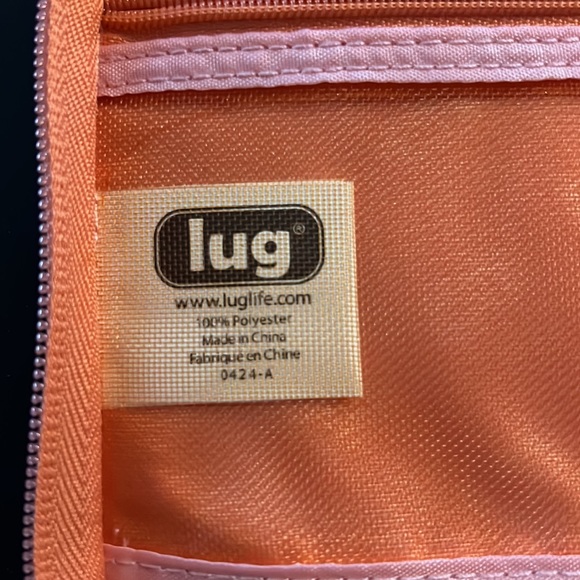 lug®
www.luglife.com
100% Polyester
Made in China
Fabriqué en Chine
0424-A